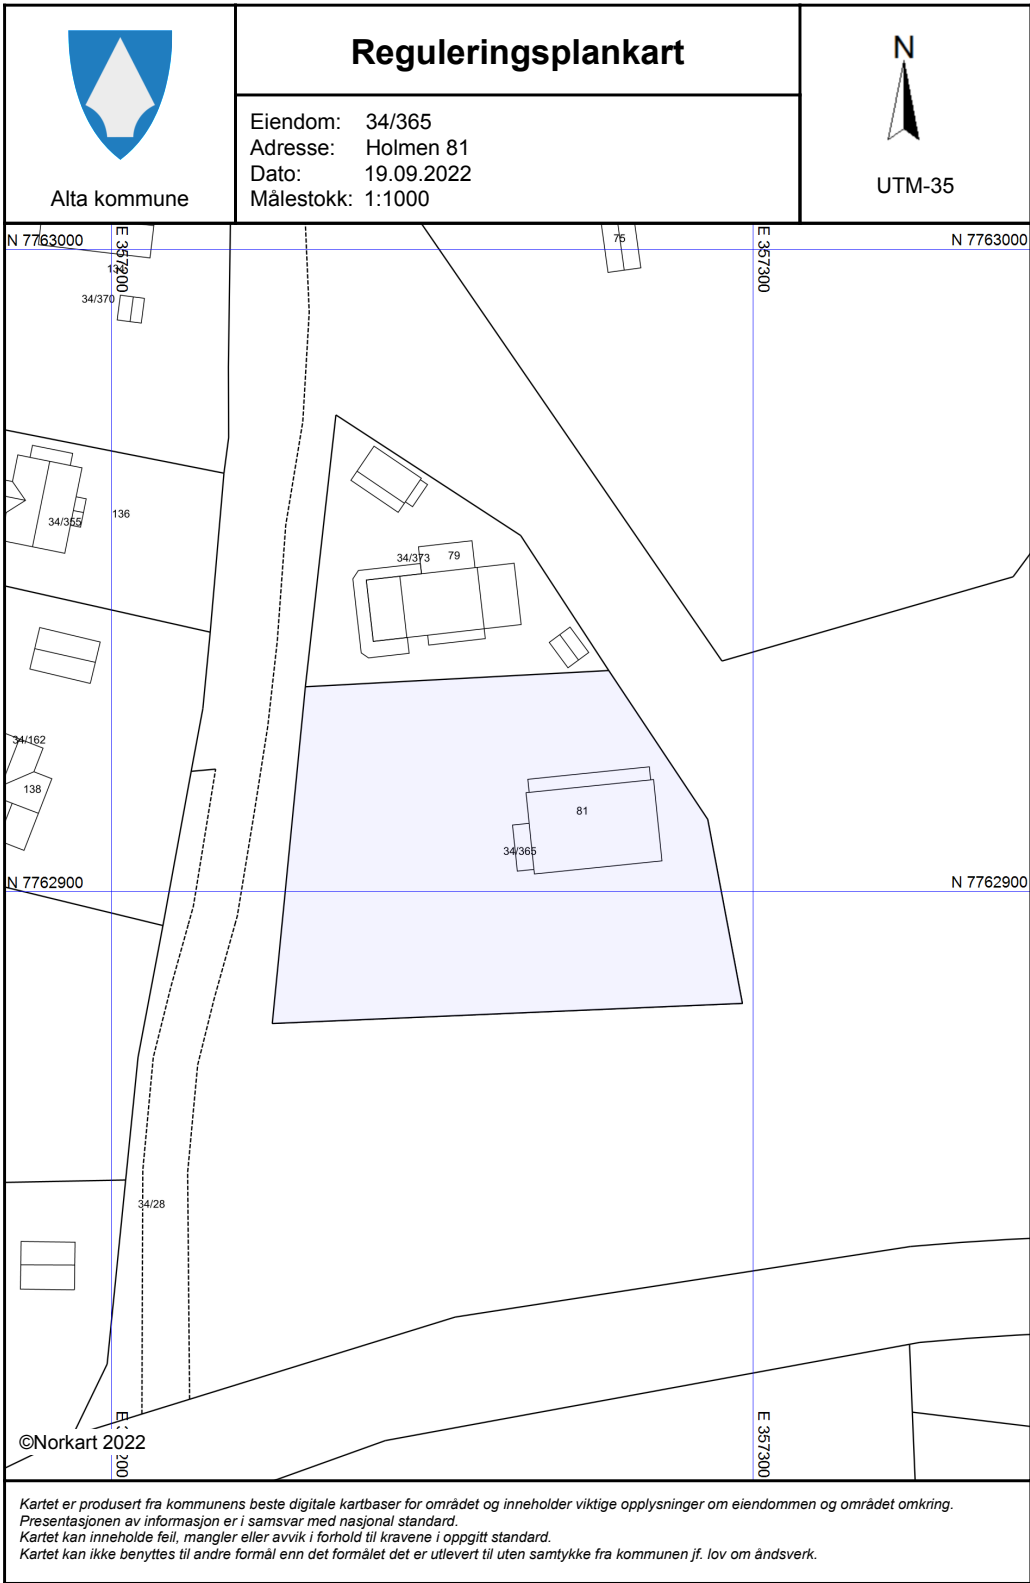 Reguleringsplankart
Eiendom: 34/365
Adresse: Holmen 81
Dato: 19.09.2022
Målestokk: 1:1000
Alta kommune
N
UTM-35
N 7763000
E 357200
75
E 357300
N 7763000
34/370
34/355
136
34/373
79
34/162
138
81
34/365
N 7762900
N 7762900
34/28
E 357300
©Norkart 2022
Kartet er produsert fra kommunens beste digitale kartbaser for området og inneholder viktige opplysninger om eiendommen og området omkring.
Presentasjonen av informasjon er i samsvar med nasjonal standard.
Kartet kan inneholde feil, mangler eller avvik i forhold til kravene i oppgitt standard.
Kartet kan ikke benyttes til andre formål enn det formålet det er utlevert til uten samtykke fra kommunen jf. lov om åndsverk.